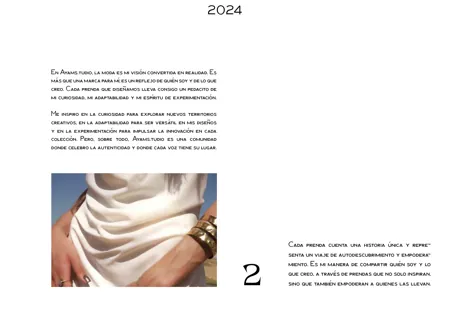 2024
En Ayamstudio, la moda es mi visión convertida en realidad. Es
más que una marca para mí, es un reflejo de quién soy y de lo que
creo. Cada prenda que diseñamos lleva consigo un pedacito de
mi curiosidad, mi adaptabilidad y mi espíritu de experimentación.
Me inspiro en la curiosidad para explorar nuevos territorios
creativos, en la adaptabilidad para ser versátil en mis diseños
y en la experimentación para impulsar la innovación en cada
colección. Pero, sobre todo, Ayamstudio es una comunidad
donde celebro la autenticidad y donde cada voz tiene su lugar.
2
Cada prenda cuenta una historia única y repre-
senta un viaje de autodescubrimiento y empodera-
miento. Es mi manera de compartir quién soy y lo
que creo, a través de prendas que no solo inspiran,
sino que también empoderan a quienes las llevan.